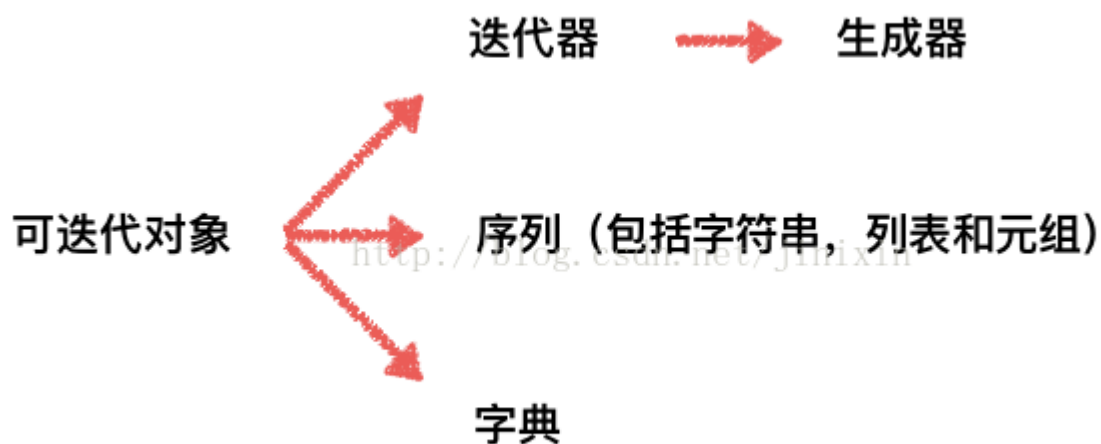 迭代器 生成器
可迭代对象 序列（包括字符串，列表和元组）
http://blog.csdn.net/jinixin
字典